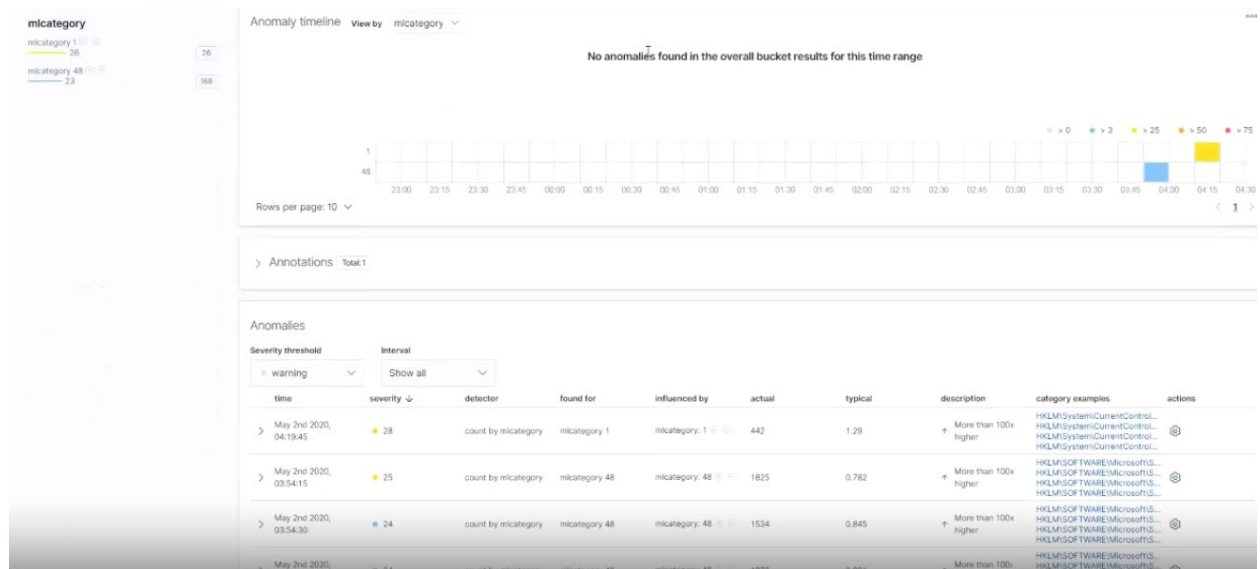 mlcategory
mlcategory 1
26
26
mlcategory 48
23
168
Anomaly timeline View by mlcategory
No anomalies found in the overall bucket results for this time range
> 0 > 3 > 25 > 50 > 75
1
48
23:00 23:15 23:30 23:45 00:00 00:15 00:30 00:45 01:00 01:15 01:30 01:45 02:00 02:15 02:30 02:45 03:00 03:15 03:30 03:45 04:00 04:15 04:30
Rows per page: 10
< 1 >
> Annotations Total: 1
Anomalies
Severity threshold Interval
warning Show all
time severity ↓ detector found for influenced by actual typical description category examples actions
May 2nd 2020, 04:19:45
28 count by mlcategory mlcategory 1 mlcategory: 1 442 1.29 ↑ More than 100x higher
HKLM\System\CurrentControl...
HKLM\System\CurrentControl...
HKLM\System\CurrentControl...
HKLM\System\CurrentControl...
May 2nd 2020, 03:54:15
25 count by mlcategory mlcategory 48 mlcategory: 48 1825 0.782 ↑ More than 100x higher
HKLM\SOFTWARE\Microsoft\S...
HKLM\SOFTWARE\Microsoft\S...
HKLM\SOFTWARE\Microsoft\S...
HKLM\SOFTWARE\Microsoft\S...
May 2nd 2020, 03:54:30
24 count by mlcategory mlcategory 48 mlcategory: 48 1534 0.845 ↑ More than 100x higher
HKLM\SOFTWARE\Microsoft\S...
HKLM\SOFTWARE\Microsoft\S...
HKLM\SOFTWARE\Microsoft\S...
HKLM\SOFTWARE\Microsoft\S...
May 2nd 2020,
More than 100x
HKLM\SOFTWARE\Microsoft\S...
HKLM\SOFTWARE\Microsoft\S...